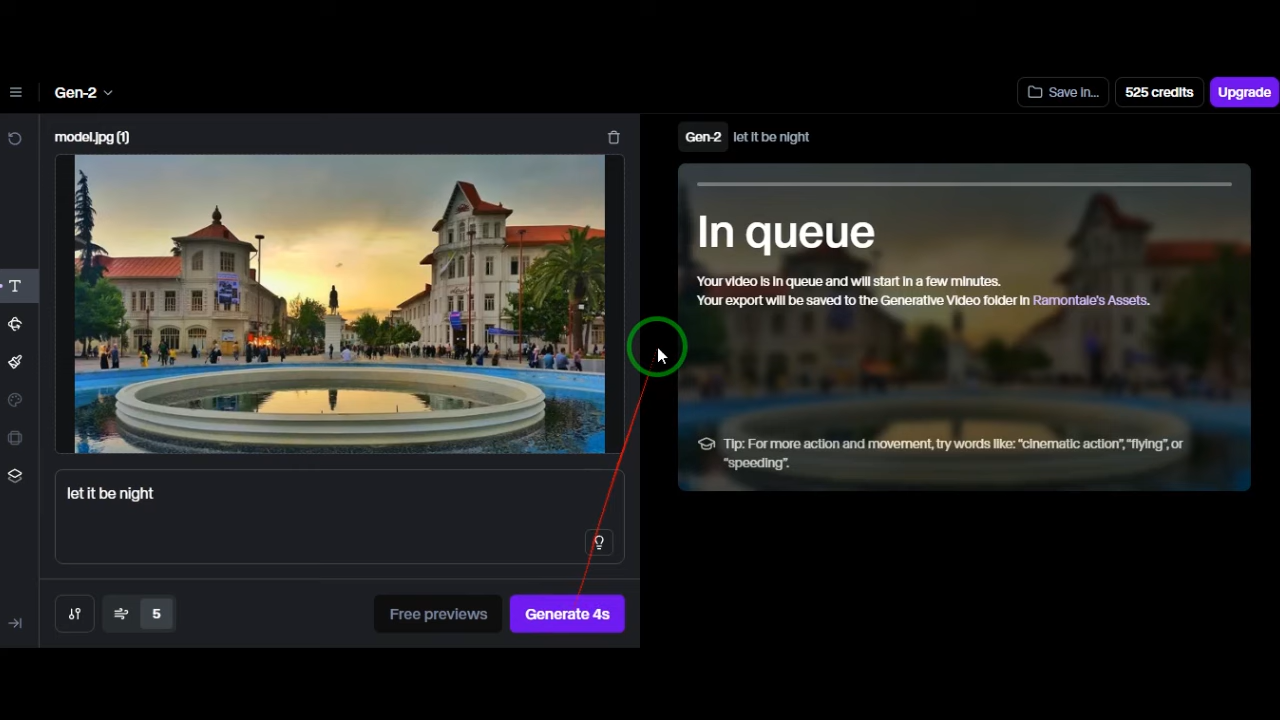 Gen-2
Save in...
525 credits
Upgrade
model.jpg (1)
Gen-2 let it be night
In queue
Your video is in queue and will start in a few minutes.
Your export will be saved to the Generative Video folder in Ramontale's Assets.
Tip: For more action and movement, try words like: "cinematic action", "flying", or
"speeding".
T
let it be night
5
Free previews
Generate 4s